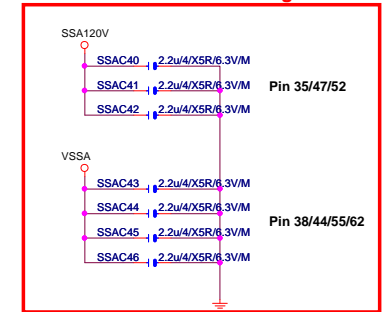 SSA120V
SSAC40 2.2u/4/X5R/6.3V/M
SSAC41 2.2u/4/X5R/6.3V/M Pin 35/47/52
SSAC42 2.2u/4/X5R/6.3V/M
VSSA
SSAC43 2.2u/4/X5R/6.3V/M
SSAC44 2.2u/4/X5R/6.3V/M Pin 38/44/55/62
SSAC45 2.2u/4/X5R/6.3V/M
SSAC46 2.2u/4/X5R/6.3V/M